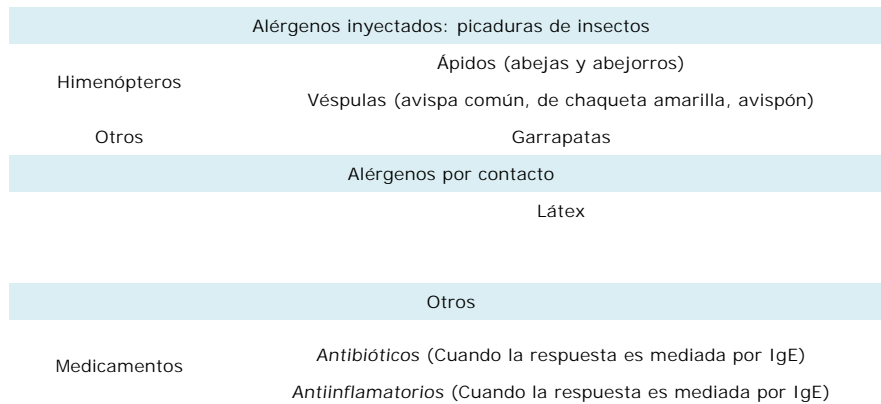 Alérgenos inyectados: picaduras de insectos
Himenópteros
Ápidos (abejas y abejorros)
Véspulas (avispa común, de chaqueta amarilla, avispón)
Otros
Garrapatas
Alérgenos por contacto
Látex
Otros
Medicamentos
Antibióticos (Cuando la respuesta es mediada por IgE)
Antiinflamatorios (Cuando la respuesta es mediada por IgE)